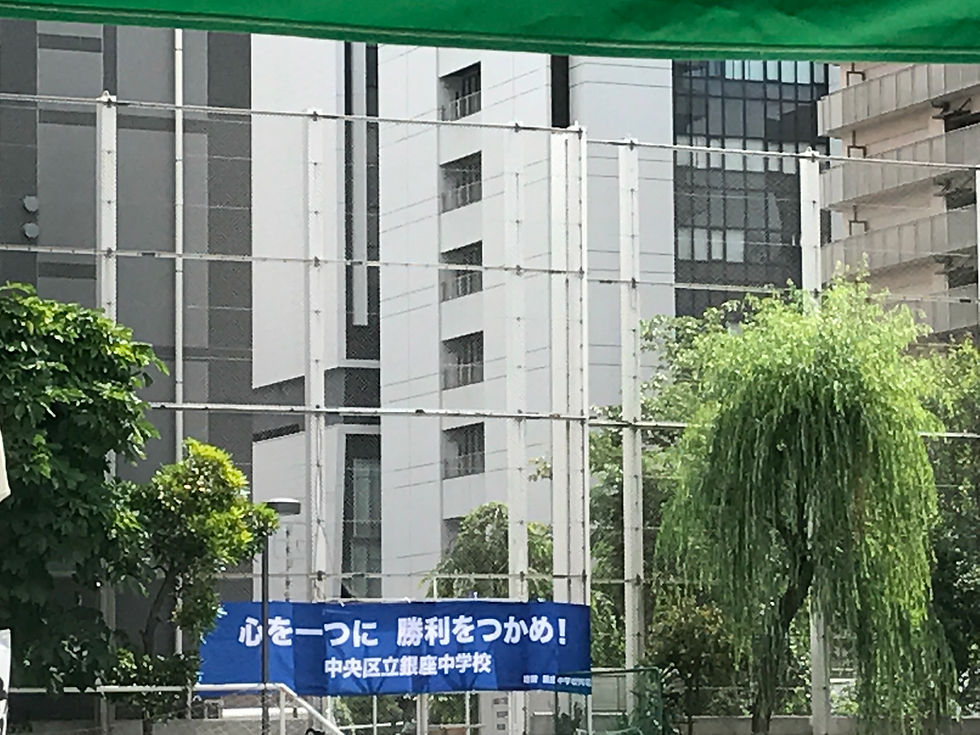 心を一つに 勝利をつかめ!
中央区立銀座中学校